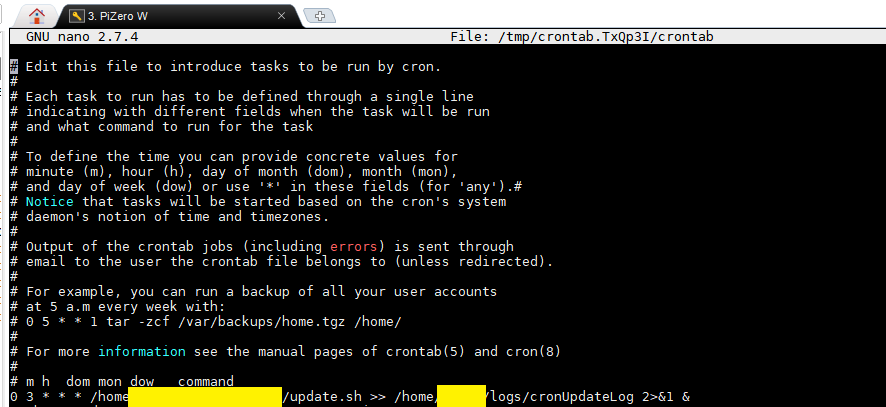 3. PiZero W
GNU nano 2.7.4 File: /tmp/crontab.TxQp3I/crontab
# Edit this file to introduce tasks to be run by cron.
#
# Each task to run has to be defined through a single line
# indicating with different fields when the task will be run
# and what command to run for the task
#
# To define the time you can provide concrete values for
# minute (m), hour (h), day of month (dom), month (mon),
# and day of week (dow) or use '*' in these fields (for 'any').#
# Notice that tasks will be started based on the cron's system
# daemon's notion of time and timezones.
#
# Output of the crontab jobs (including errors) is sent through
# email to the user the crontab file belongs to (unless redirected).
#
# For example, you can run a backup of all your user accounts
# at 5 a.m every week with:
# 0 5 * * 1 tar -zcf /var/backups/home.tgz /home/
#
# For more information see the manual pages of crontab(5) and cron(8)
#
# m h  dom mon dow   command
0 3 * * * /home /update.sh >> /home/ /logs/cronUpdateLog 2>&1 &